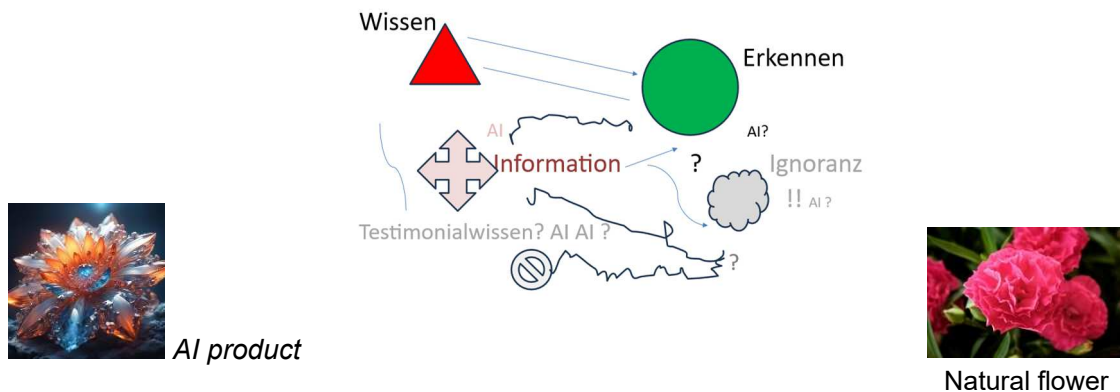 Wissen
Erkennen
AI
AI?
Information
?
Ignoranz
!! AI ?
Testimonialwissen? AI AI ?
?
AI product
Natural flower